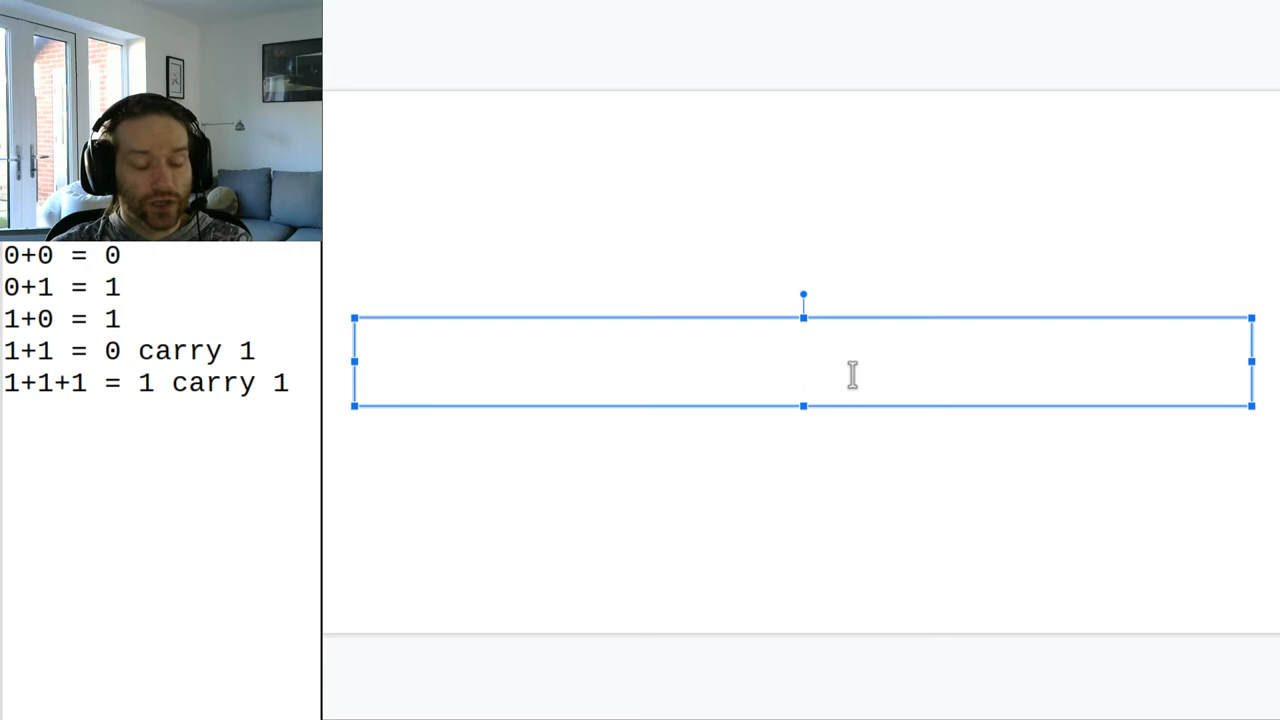 0+0 = 0
0+1 = 1
1+0 = 1
1+1 = 0 carry 1
1+1+1 = 1 carry 1